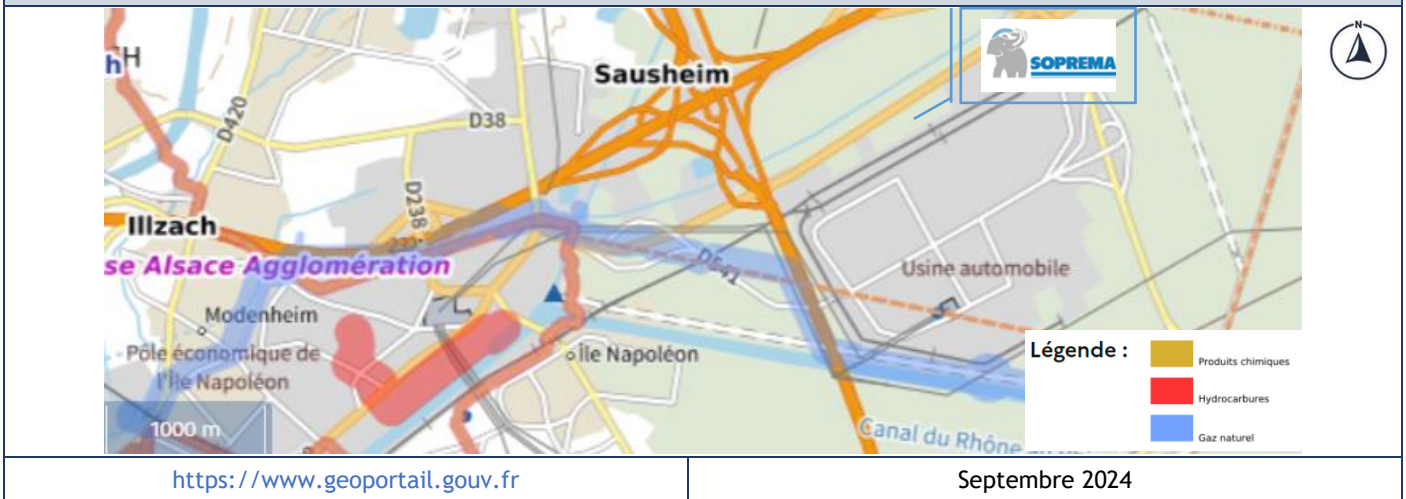 N
SOPREMA
H
h
Sausheim
D420
D38
D238
Illzach
se Alsace Agglomération
D541
Usine automobile
Modenheim
Île Napoléon
Pôle économique de
l'Île Napoléon
1000 m
Canal du Rhône
Légende :
Produits chimiques
Hydrocarbures
Gaz naturel
https://www.geoportail.gouv.fr
Septembre 2024